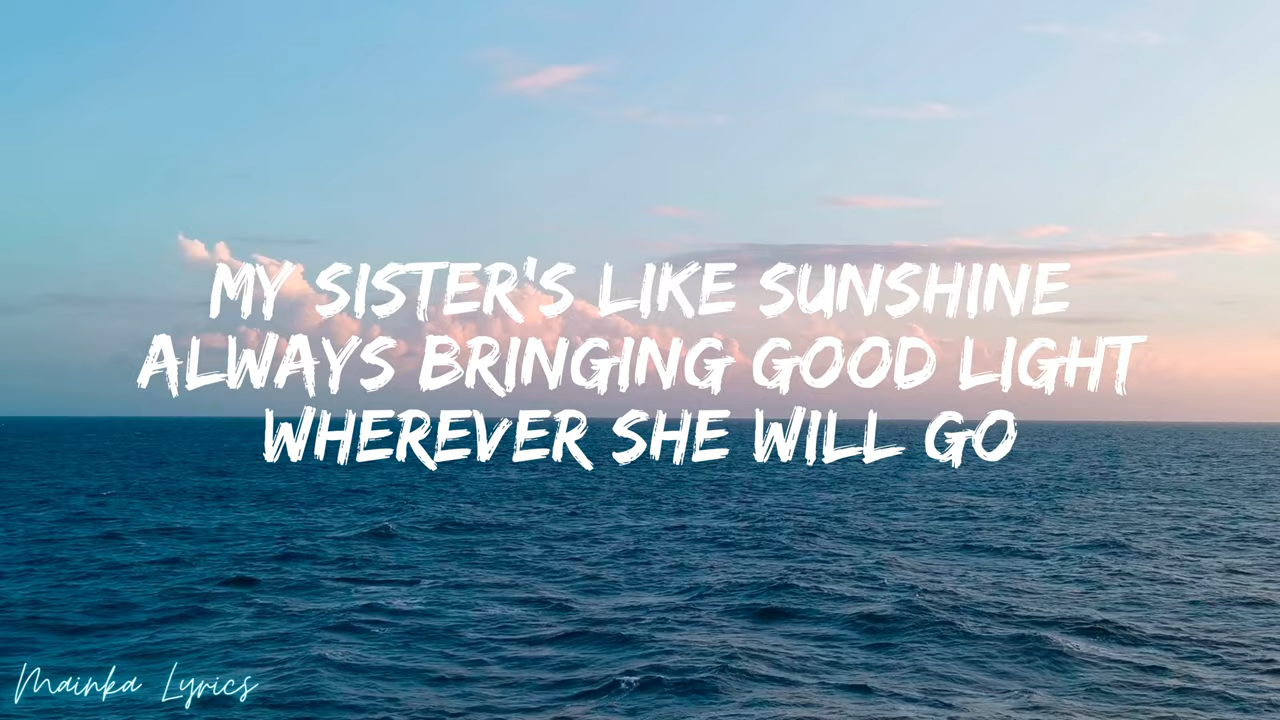 MY SISTER'S LIKE SUNSHINE
ALWAYS BRINGING GOOD LIGHT
WHEREVER SHE WILL GO
Mainka Lyrics